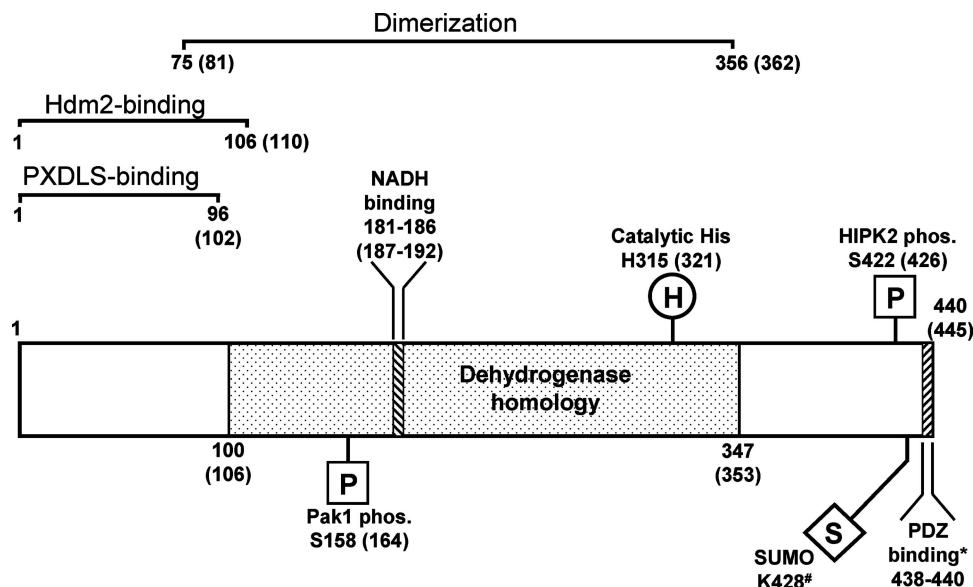 Dimerization
75 (81)
356 (362)
Hdm2-binding
1
106 (110)
PXDLS-binding
1
96
(102)
NADH
binding
181-186
(187-192)
Catalytic His
H315 (321)
H
HIPK2 phos.
S422 (426)
P
440
(445)
1
Dehydrogenase
homology
100
(106)
347
(353)
P
Pak1 phos.
S158 (164)
S
SUMO
K428#
PDZ
binding*
438-440